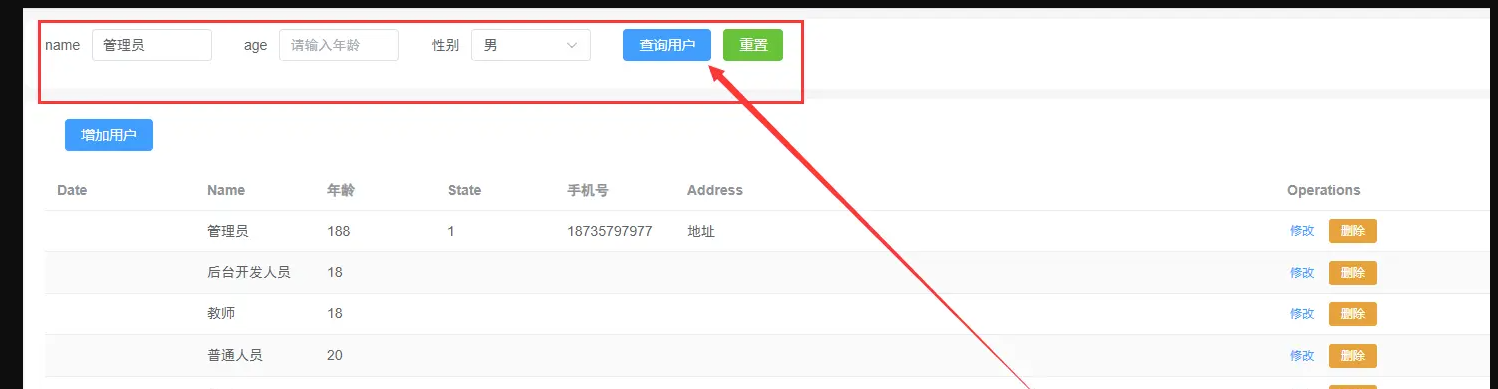 name 管理员 age 请输入年龄 性别 男 查询用户 重置
增加用户
Date Name 年龄 State 手机号 Address Operations
管理员 188 1 18735797977 地址 修改 删除
后台开发人员 18 修改 删除
教师 18 修改 删除
普通人员 20 修改 删除